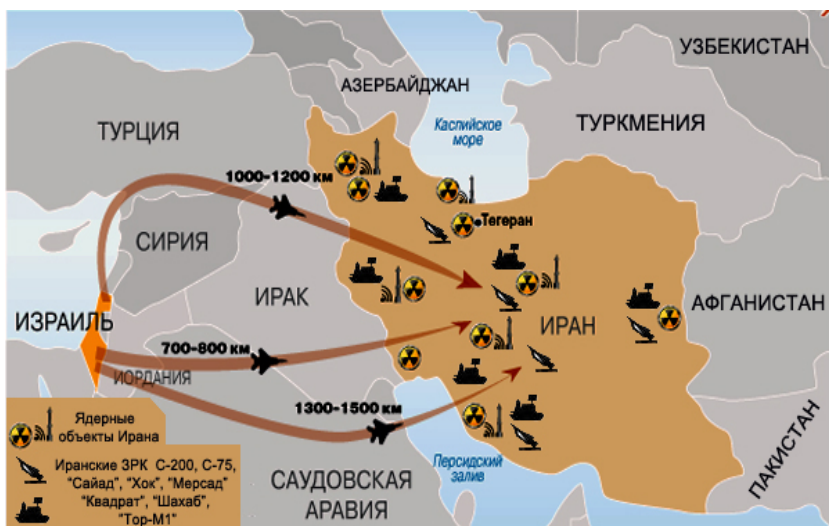 УЗБЕКИСТАН
АЗЕРБАЙДЖАН
ТУРКМЕНИЯ
Каспийское
море
ТУРЦИЯ
1000-1200 км
Тегеран
СИРИЯ
ИРАК
ИРАН
АФГАНИСТАН
ИЗРАИЛЬ
700-800 км
ИОРДАНИЯ
1300-1500 км
Персидский
залив
САУДОВСКАЯ
АРАВИЯ
ПАКИСТАН
Ядерные
объекты Ирана
Иранские ЗРК С-200, С-75,
"Сайад", "Хок", "Мерсад"
"Квадрат", "Шахаб",
"Тор-М1"